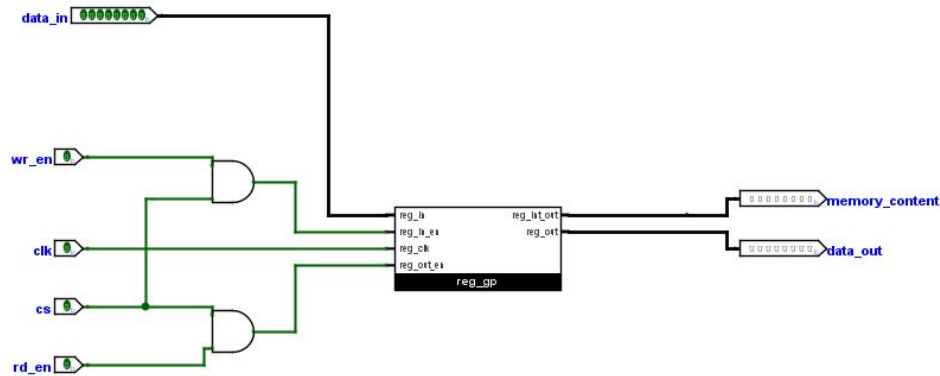 data_in 00000000
wr_en 0
clk 0
cs 0
rd_en 0
reg_in
reg_in_en
reg_clk
reg_out_en
reg_int_out
reg_out
reg_gp
memory_content
data_out